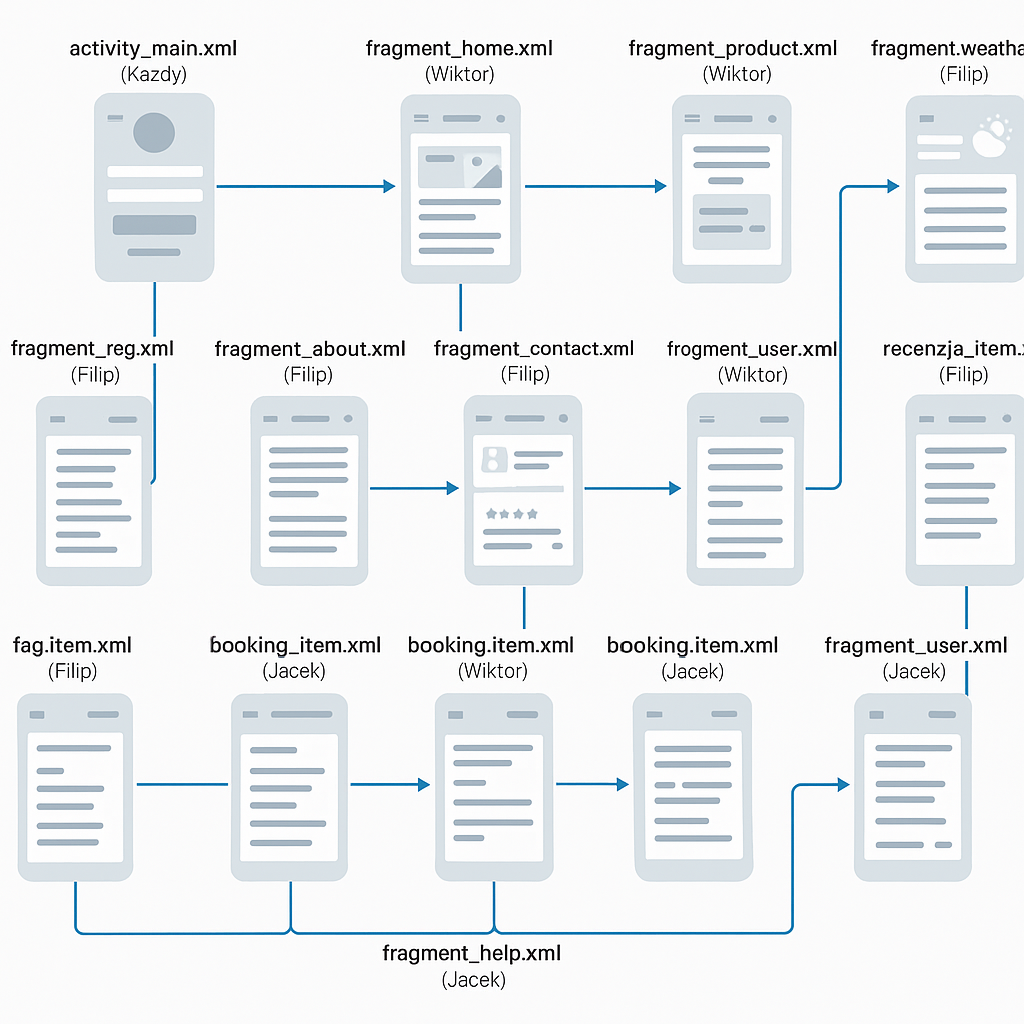 activity_main.xml
(Kazdy)
fragment_home.xml
(Wiktor)
fragment_product.xml
(Wiktor)
fragment.weatha
(Filip)
fragment_reg.xml
(Filip)
fragment_about.xml
(Filip)
fragment_contact.xml
(Filip)
frogment_user.xml
(Wiktor)
recenzja_item.x
(Filip)
fag.item.xml
(Filip)
booking_item.xml
(Jacek)
booking.item.xml
(Wiktor)
booking.item.xml
(Jacek)
fragment_user.xml
(Jacek)
fragment_help.xml
(Jacek)